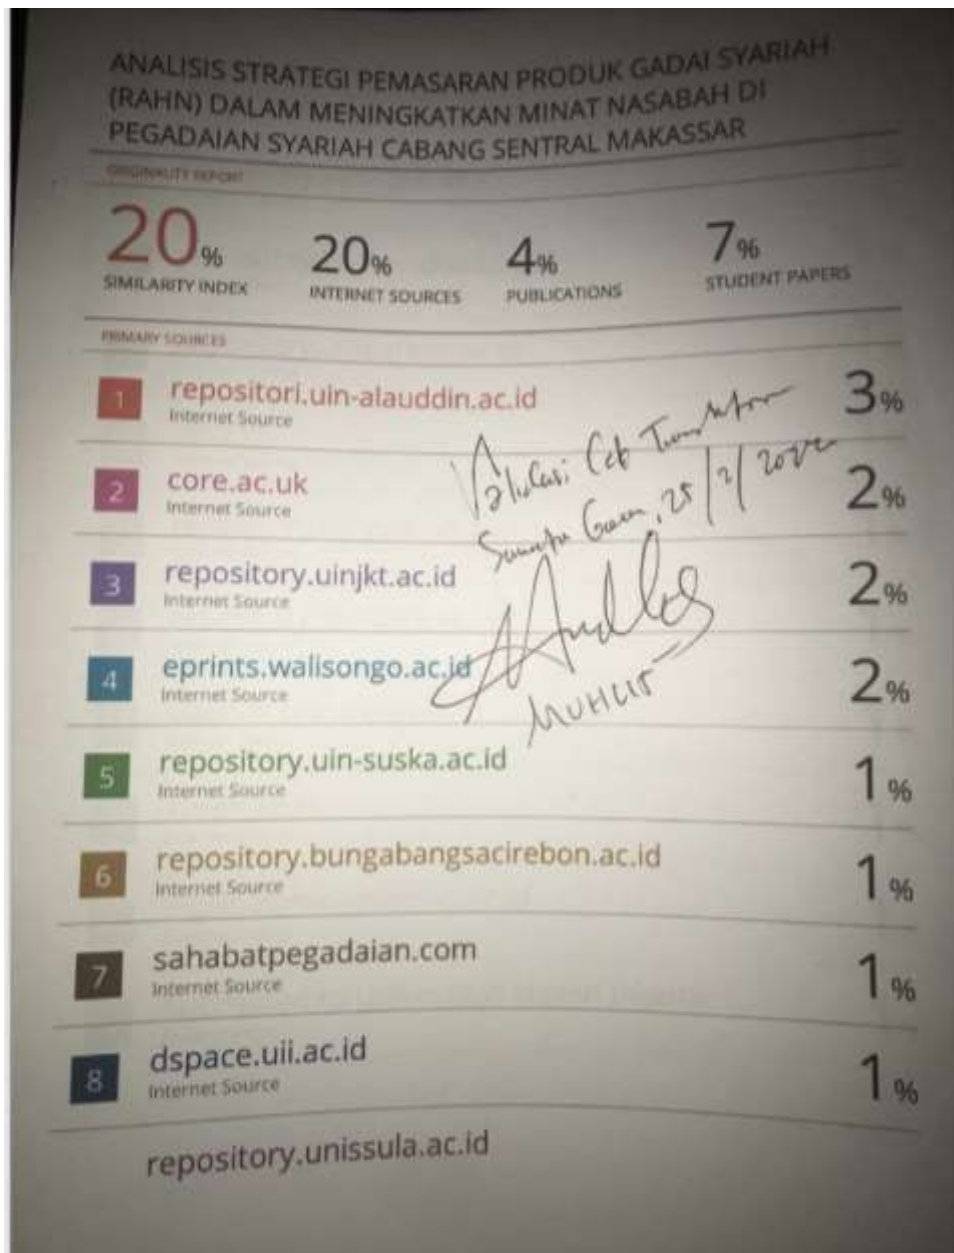 ANALISIS STRATEGI PEMASARAN PRODUK GADAI SYARIAH
(RAHN) DALAM MENINGKATKAN MINAT NASABAH DI
PEGADAIAN SYARIAH CABANG SENTRAL MAKASSAR
ORIGINALITY REPORT
20% 20% 4% 7%
SIMILARITY INDEX INTERNET SOURCES PUBLICATIONS STUDENT PAPERS
PRIMARY SOURCES
1 repositori.uin-alauddin.ac.id 3%
Internet Source
2 core.ac.uk 2%
Internet Source
3 repository.uinjkt.ac.id 2%
Internet Source
4 eprints.walisongo.ac.id 2%
Internet Source
5 repository.uin-suska.ac.id 1%
Internet Source
6 repository.bungabangsacirebon.ac.id 1%
Internet Source
7 sahabatpegadaian.com 1%
Internet Source
8 dspace.uii.ac.id 1%
Internet Source
repository.unissula.ac.id